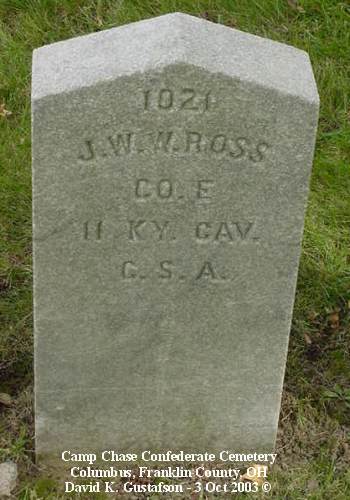 1021
J. W. W. ROSS
CO. E
11 KY. CAV.
C. S. A.
Camp Chase Confederate Cemetery
Columbus, Franklin County, OH
David K. Gustafson - 3 Oct 2003 ©